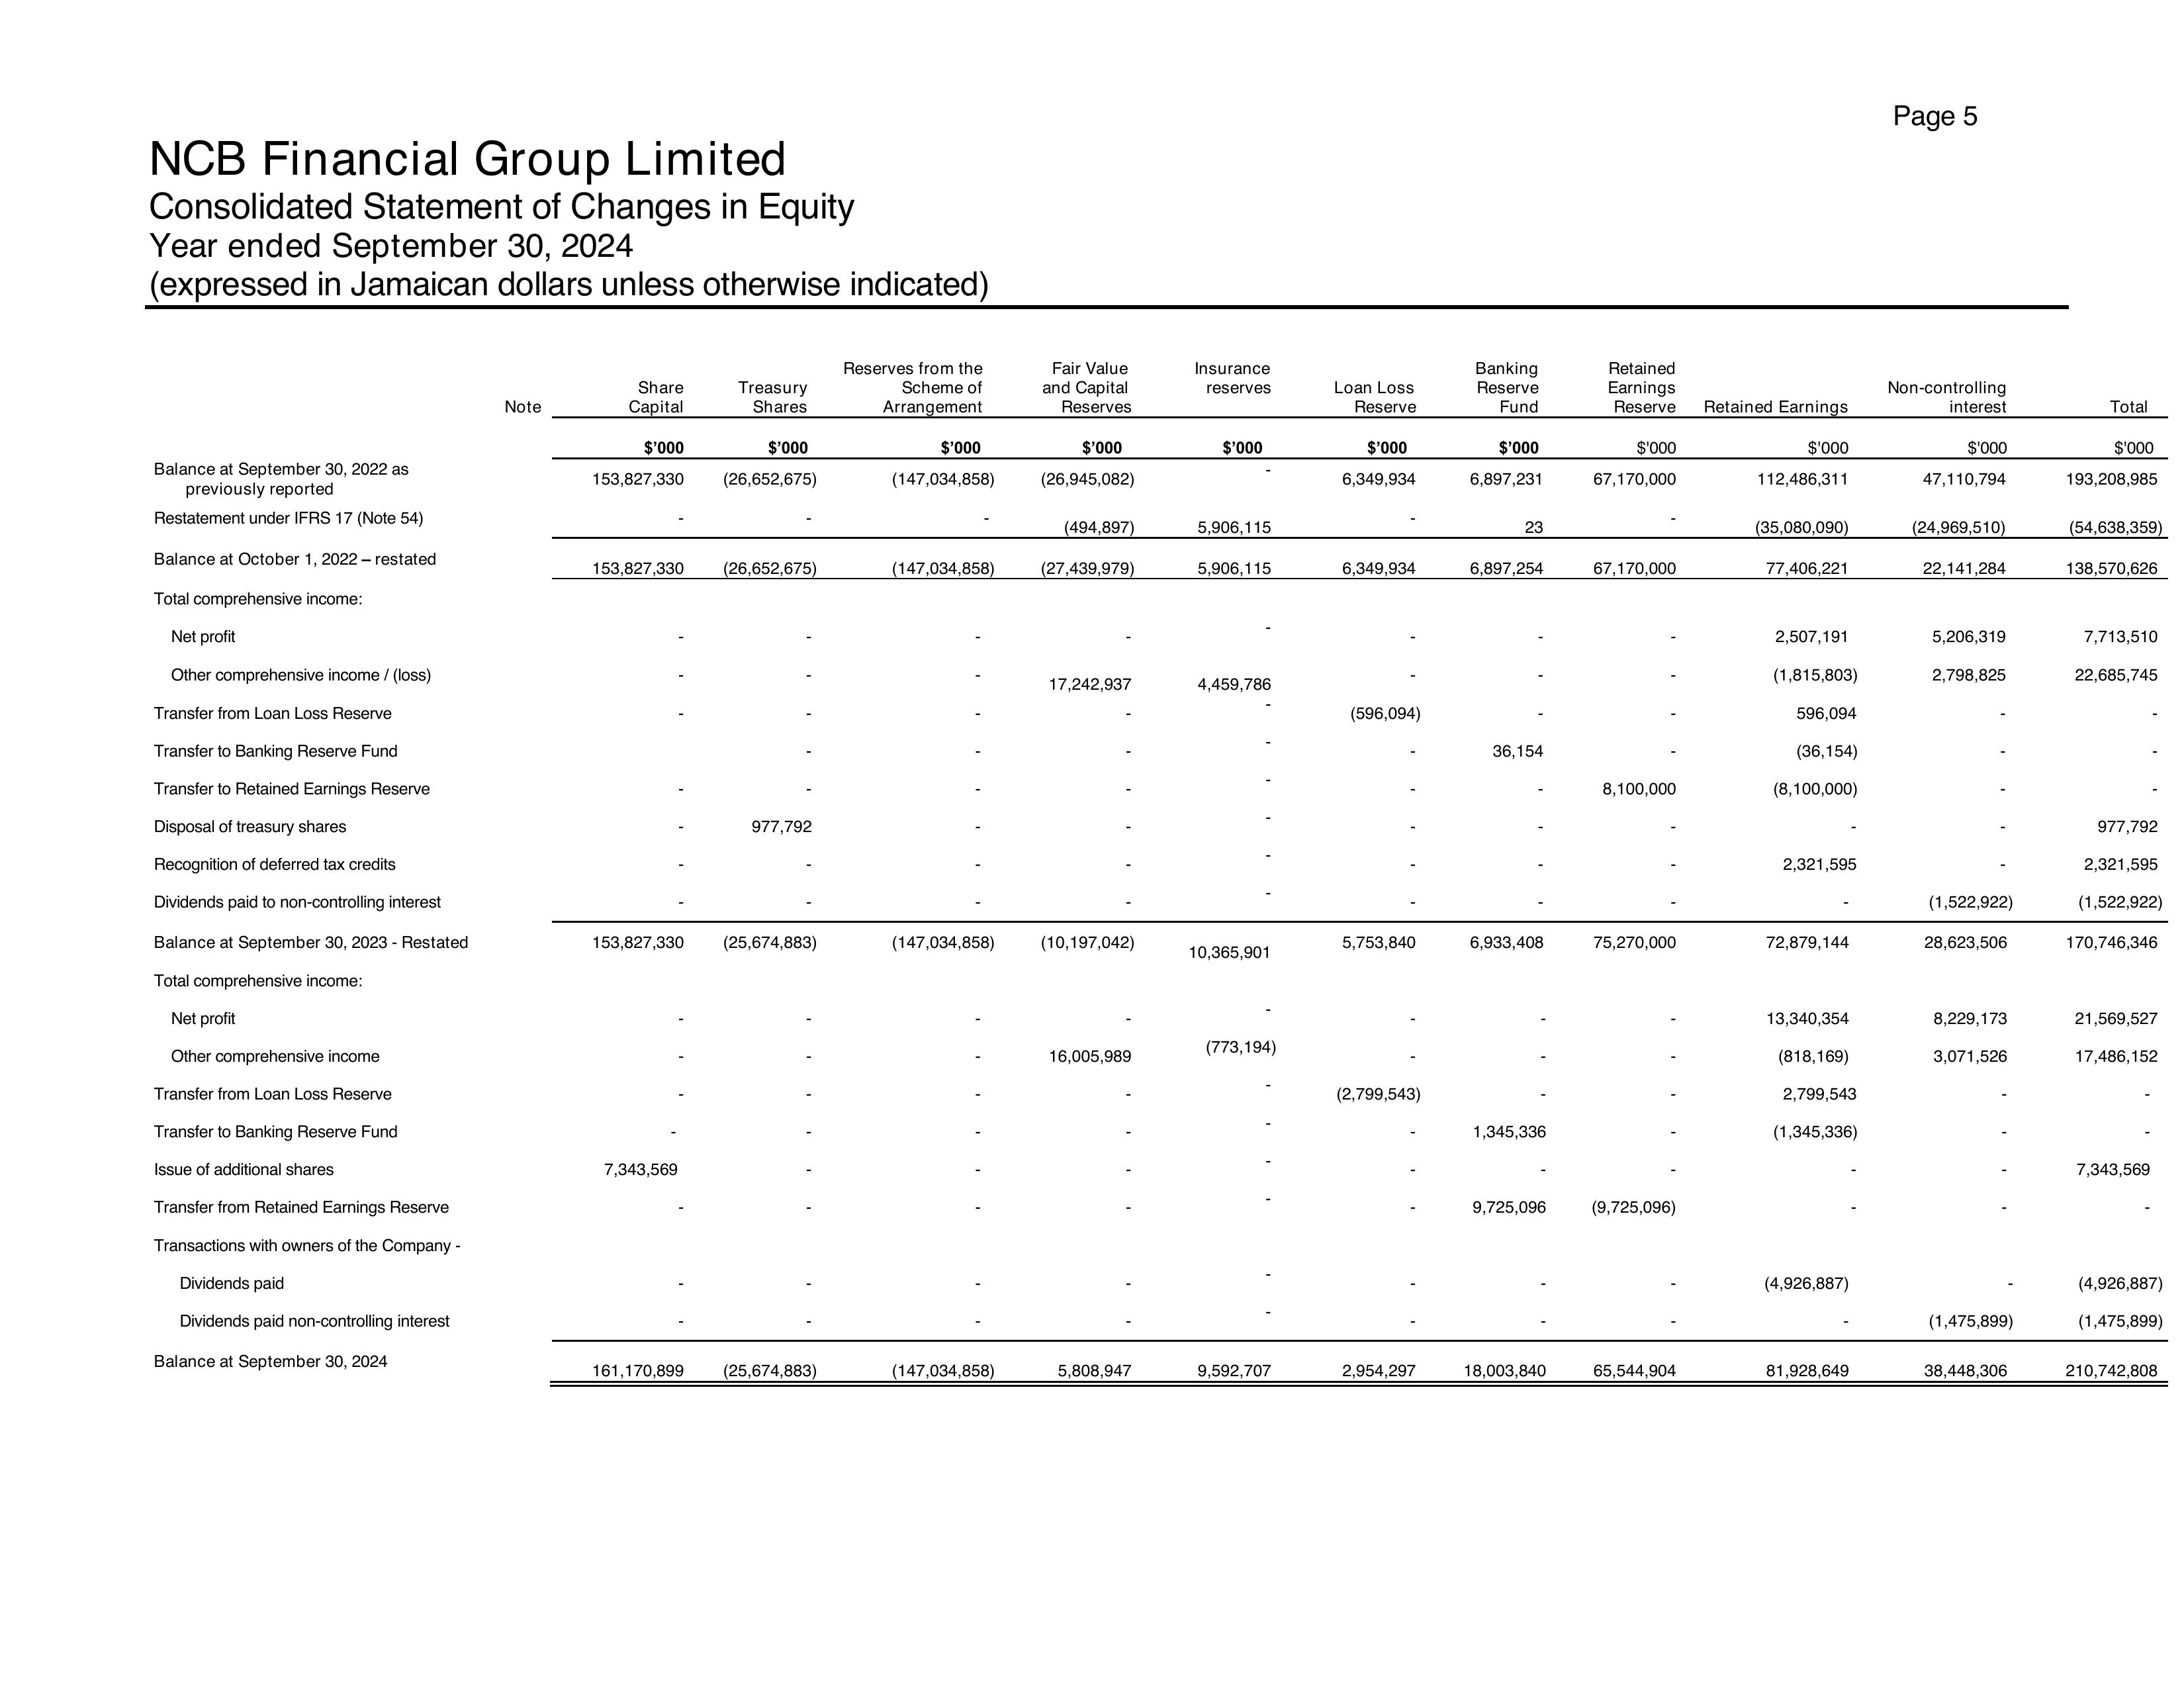 Page 5
NCB Financial Group Limited
Consolidated Statement of Changes in Equity
Year ended September 30, 2024
(expressed in Jamaican dollars unless otherwise indicated)
Note Share Capital Treasury Shares Reserves from the Scheme of Arrangement Fair Value and Capital Reserves Insurance reserves Loan Loss Reserve Banking Reserve Fund Retained Earnings Reserve Retained Earnings Non-controlling interest Total
$'000 $'000 $'000 $'000 $'000 $'000 $'000 $'000 $'000 $'000 $'000
Balance at September 30, 2022 as previously reported 153,827,330 (26,652,675) (147,034,858) (26,945,082) - 6,349,934 6,897,231 67,170,000 112,486,311 47,110,794 193,208,985
Restatement under IFRS 17 (Note 54) - - - (494,897) 5,906,115 - 23 - (35,080,090) (24,969,510) (54,638,359)
Balance at October 1, 2022 – restated 153,827,330 (26,652,675) (147,034,858) (27,439,979) 5,906,115 6,349,934 6,897,254 67,170,000 77,406,221 22,141,284 138,570,626
Total comprehensive income:
Net profit - - - - - - - - 2,507,191 5,206,319 7,713,510
Other comprehensive income / (loss) - - - 17,242,937 4,459,786 - - - (1,815,803) 2,798,825 22,685,745
Transfer from Loan Loss Reserve - - - - - (596,094) - - 596,094 - -
Transfer to Banking Reserve Fund - - - - - 36,154 - (36,154) - -
Transfer to Retained Earnings Reserve - - - - - - - 8,100,000 (8,100,000) - -
Disposal of treasury shares - 977,792 - - - - - - - - 977,792
Recognition of deferred tax credits - - - - - - - - 2,321,595 - 2,321,595
Dividends paid to non-controlling interest - - - - - - - - - (1,522,922) (1,522,922)
Balance at September 30, 2023 - Restated 153,827,330 (25,674,883) (147,034,858) (10,197,042) 10,365,901 5,753,840 6,933,408 75,270,000 72,879,144 28,623,506 170,746,346
Total comprehensive income:
Net profit - - - - - - - - 13,340,354 8,229,173 21,569,527
Other comprehensive income - - - 16,005,989 (773,194) - - - (818,169) 3,071,526 17,486,152
Transfer from Loan Loss Reserve - - - - - (2,799,543) - - 2,799,543 - -
Transfer to Banking Reserve Fund - - - - - - 1,345,336 - (1,345,336) - -
Issue of additional shares 7,343,569 - - - - - - - - - 7,343,569
Transfer from Retained Earnings Reserve - - - - - - 9,725,096 (9,725,096) - - -
Transactions with owners of the Company -
Dividends paid - - - - - - - - (4,926,887) - (4,926,887)
Dividends paid non-controlling interest - - - - - - - - - (1,475,899) (1,475,899)
Balance at September 30, 2024 161,170,899 (25,674,883) (147,034,858) 5,808,947 9,592,707 2,954,297 18,003,840 65,544,904 81,928,649 38,448,306 210,742,808